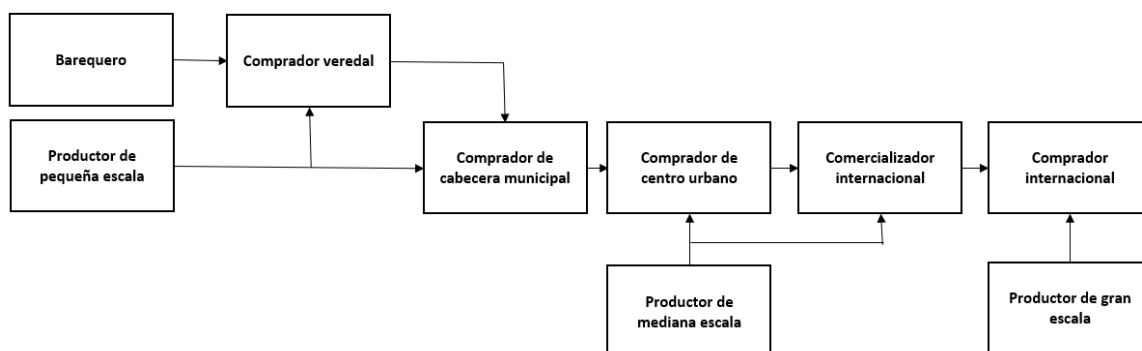 Barequero
Comprador veredal
Productor de
pequeña escala
Comprador de
cabecera municipal
Comprador de
centro urbano
Comercializador
internacional
Comprador
internacional
Productor de
mediana escala
Productor de gran
escala